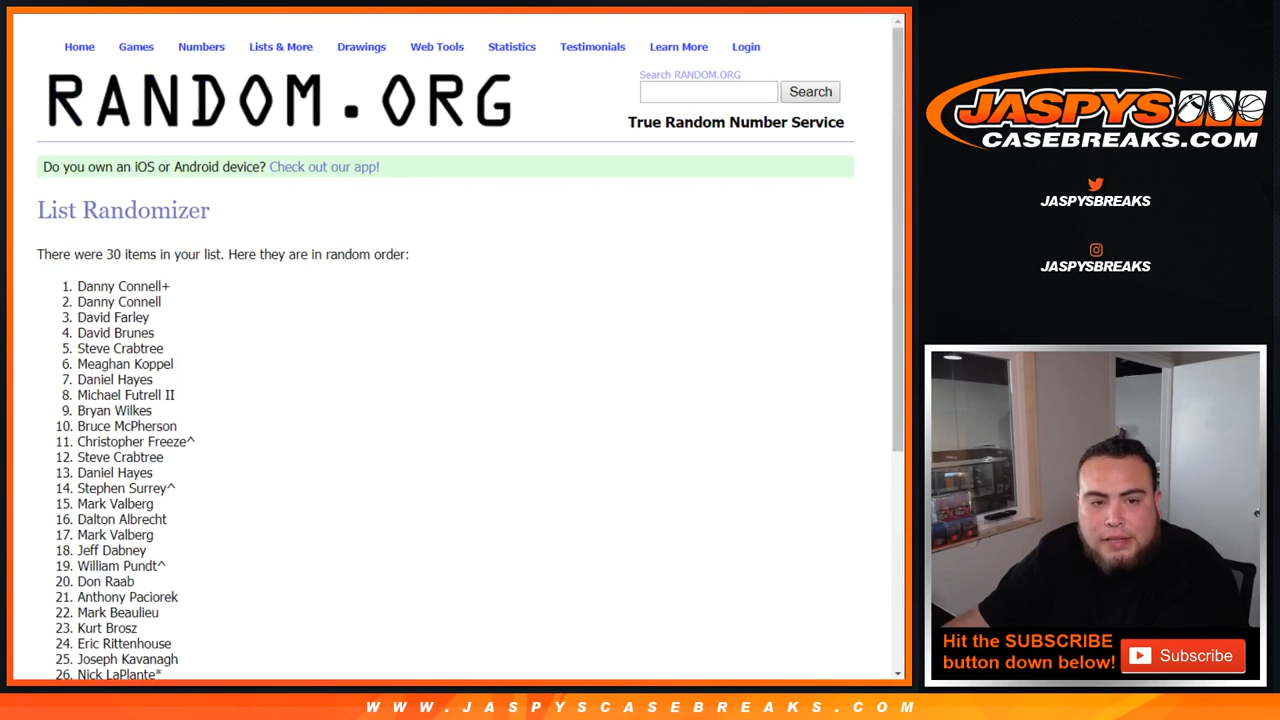 Home Games Numbers Lists & More Drawings Web Tools Statistics Testimonials Learn More Login
RANDOM.ORG
Search RANDOM.ORG
Search
True Random Number Service
Do you own an iOS or Android device? Check out our app!
List Randomizer
There were 30 items in your list. Here they are in random order:
1. Danny Connell+
2. Danny Connell
3. David Farley
4. David Brunes
5. Steve Crabtree
6. Meaghan Koppel
7. Daniel Hayes
8. Michael Futrell II
9. Bryan Wilkes
10. Bruce McPherson
11. Christopher Freeze^
12. Steve Crabtree
13. Daniel Hayes
14. Stephen Surrey^
15. Mark Valberg
16. Dalton Albrecht
17. Mark Valberg
18. Jeff Dabney
19. William Pundt^
20. Don Raab
21. Anthony Paciorek
22. Mark Beaulieu
23. Kurt Brosz
24. Eric Rittenhouse
25. Joseph Kavanagh
26. Nick LaPlante*
JASPYS
CASEBREAKS.COM
JASPYSBREAKS
JASPYSBREAKS
Hit the SUBSCRIBE
button down below!
Subscribe
WWW.JASPYSCASEBREAKS.COM